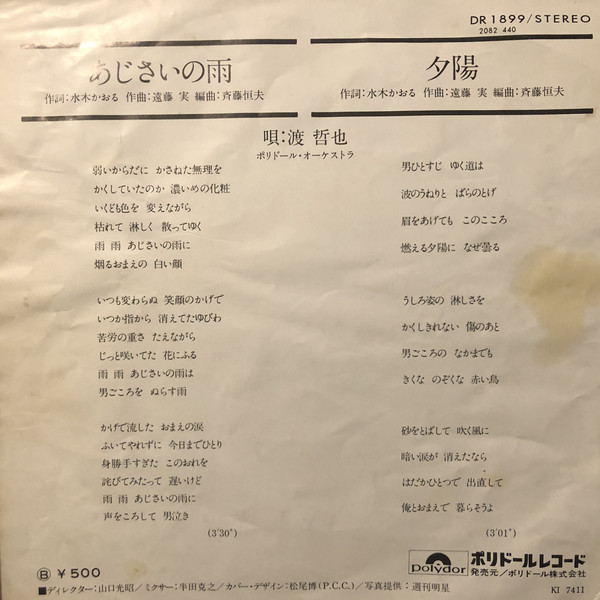 DR 1899/STEREO
2082 440
あじさいの雨
作詞:水木かおる 作曲:遠藤 実 編曲:斉藤恒夫
夕陽
作詞:水木かおる 作曲:遠藤 実 編曲:斉藤恒夫
唄:渡 哲也
ポリドール・オーケストラ
弱いからだに かさねた無理を
かくしていたのか 濃いめの化粧
いくども色を 変えながら
枯れて 淋しく 散ってゆく
雨 雨 あじさいの雨に
烟るおまえの 白い顔
いつも変わらぬ 笑顔のかげで
いつか指から 消えてたゆびわ
苦労の重さ たえながら
じっと咲いてた 花にふる
雨 雨 あじさいの雨は
男ごころを ぬらす雨
かげで流した おまえの涙
ふいてやれずに 今日までひとり
身勝手すぎた このおれを
詫びてみたって 遅いけど
雨 雨 あじさいの雨に
声をころして 男泣き
(3′30″)
男ひとすじ ゆく道は
波のうねりと ばらのとげ
眉をあげても このこころ
燃える夕陽に なぜ曇る
うしろ姿の 淋しさを
かくしきれない 傷のあと
男ごころの なかまでも
きくな のぞくな 赤い鳥
砂をとばして 吹く風に
暗い涙が 消えたなら
はだかひとつで 出直して
俺とおまえで 暮らそうよ
(3′01″)
Ⓑ ¥500
polydor
ポリドールレコード
発売元/ポリドール株式会社
■ディレクター:山口光昭/ミクサー:半田克之/カバー・デザイン:松尾博(P.C.C.)/写真提供:週刊明星
KI 7411